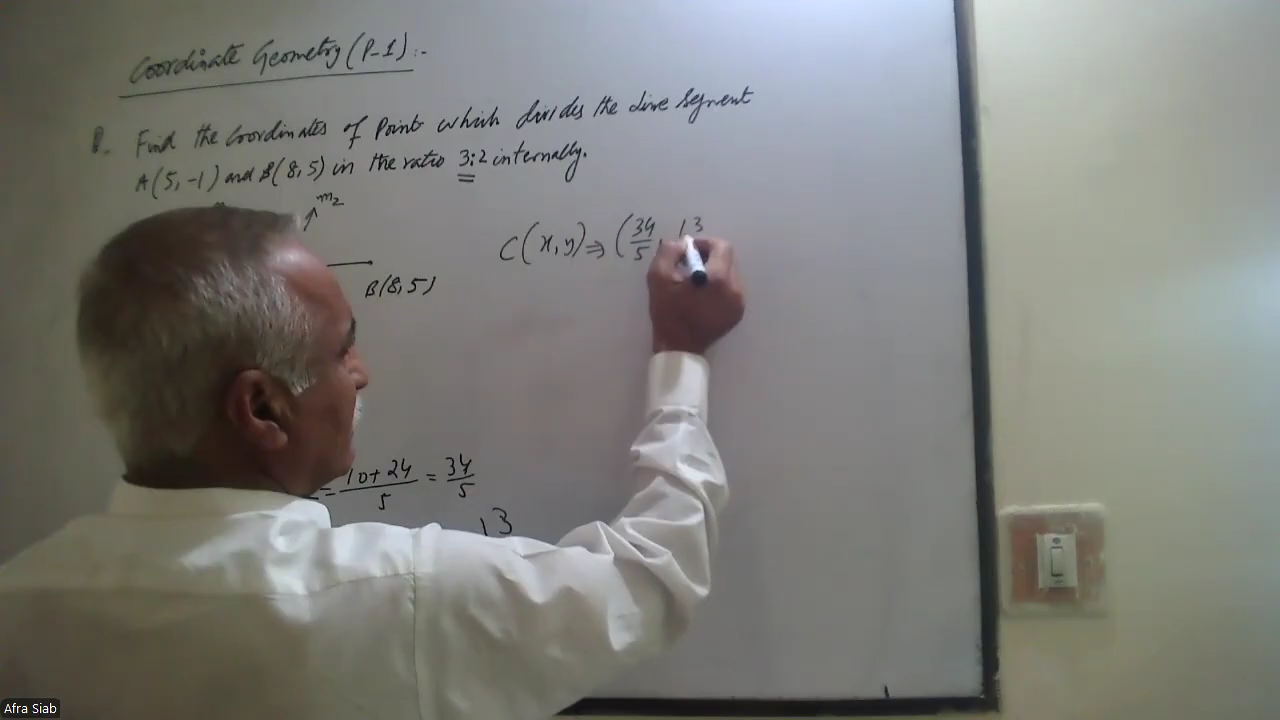 Coordinate Geometry (P-1):-
Q. Find the Coordinates of Point which divides the Line Segment
A(5,-1) and B(8,5) in the ratio 3:2 internally.
m2
C(x,y) ⇒ (34/5, 13
B(8,5)
= 10+24/5 = 34/5
13
Afra Siab